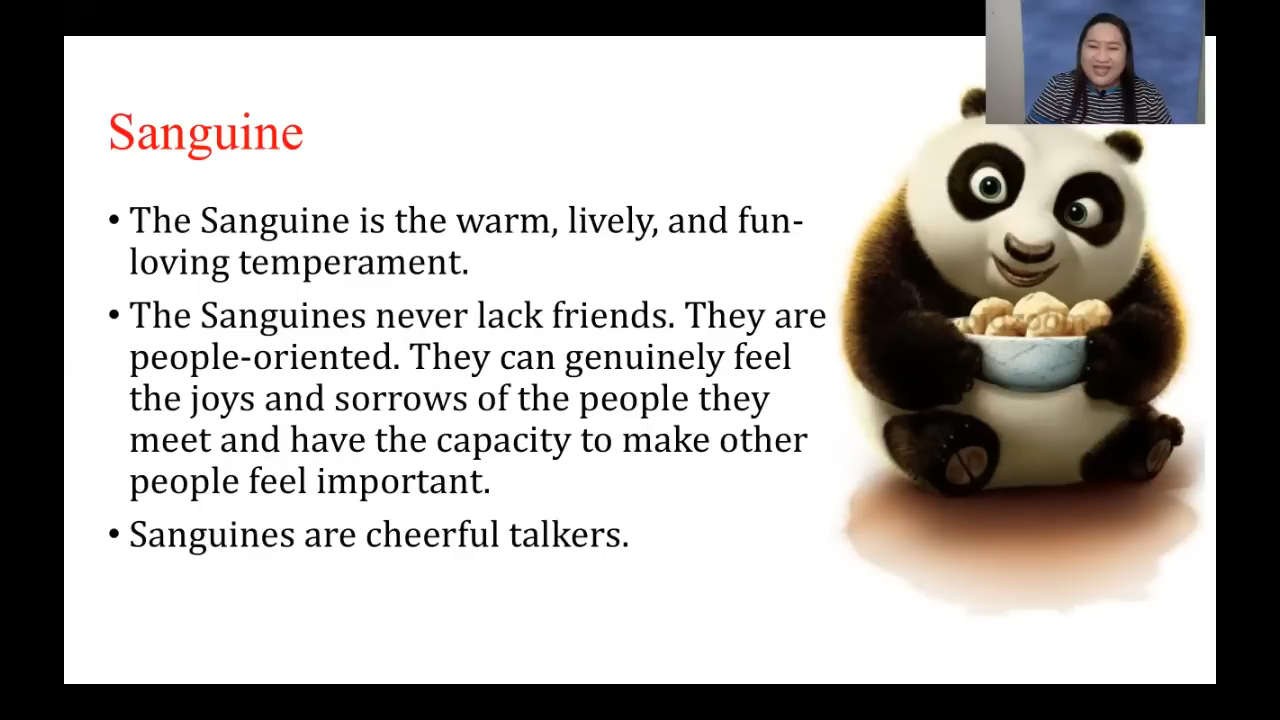 Sanguine
• The Sanguine is the warm, lively, and fun-
loving temperament.
• The Sanguines never lack friends. They are
people-oriented. They can genuinely feel
the joys and sorrows of the people they
meet and have the capacity to make other
people feel important.
• Sanguines are cheerful talkers.